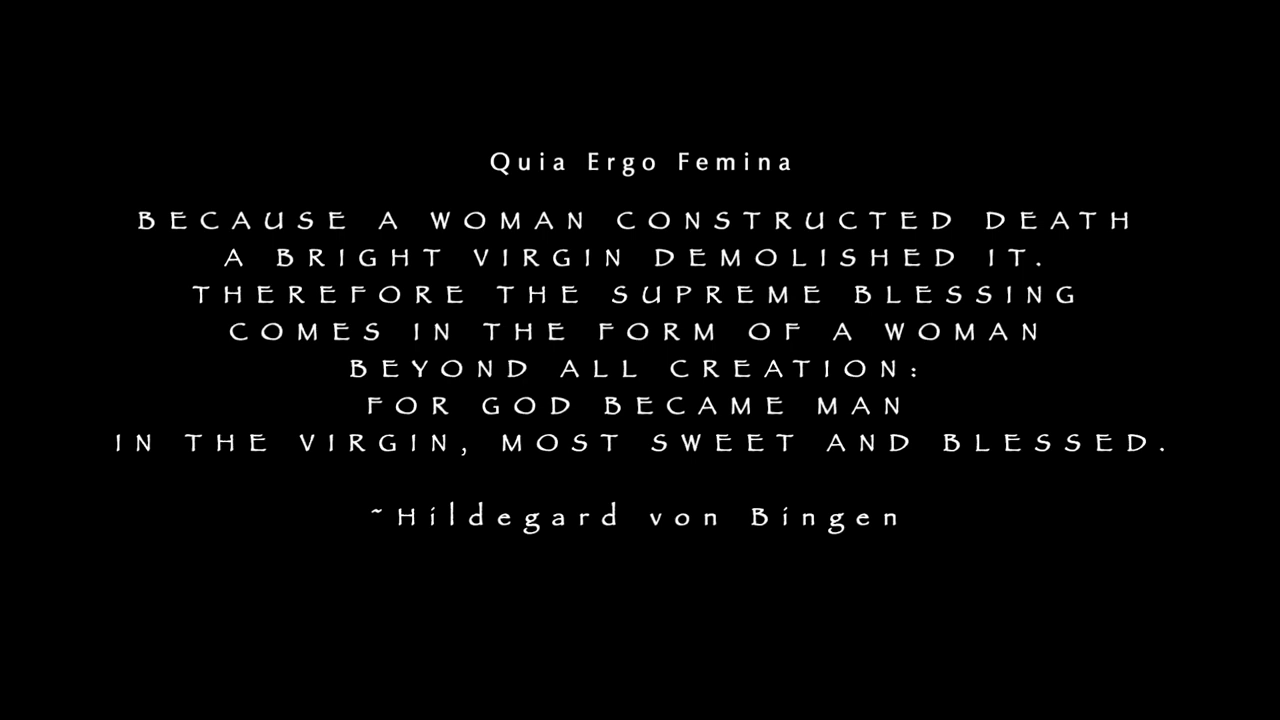 Quia Ergo Femina
BECAUSE A WOMAN CONSTRUCTED DEATH
A BRIGHT VIRGIN DEMOLISHED IT.
THEREFORE THE SUPREME BLESSING
COMES IN THE FORM OF A WOMAN
BEYOND ALL CREATION:
FOR GOD BECAME MAN
IN THE VIRGIN, MOST SWEET AND BLESSED.
~Hildegard von Bingen